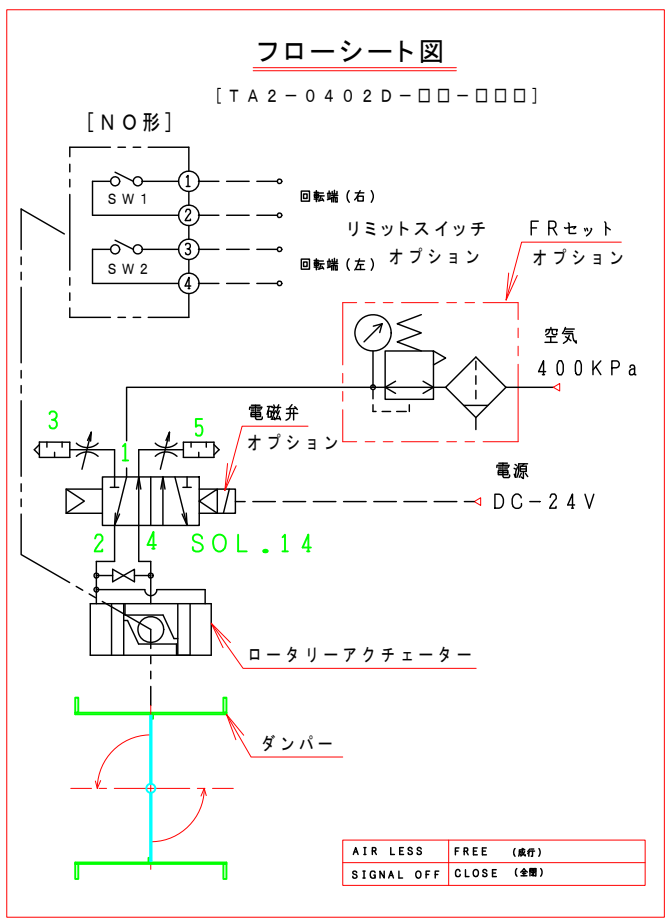 フローシート図
[TA2-0402D-□□-□□□]
[NO形]
SW1
1
2
回転端(右)
SW2
3
4
回転端(左)
リミットスイッチ
オプション
FRセット
オプション
空気
400KPa
3
1
5
電磁弁
オプション
電源
DC-24V
2
4
SOL.14
ロータリーアクチェーター
ダンパー
AIR LESS FREE (成行)
SIGNAL OFF CLOSE (全閉)